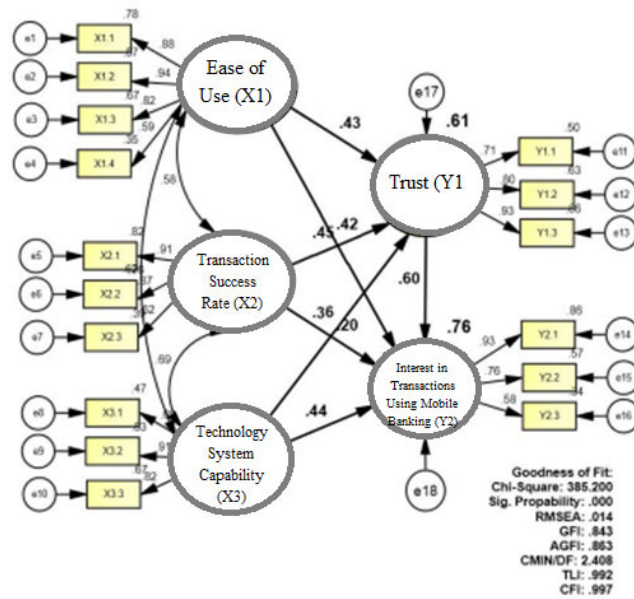 .78
e1
X1.1
.88
e2
X1.2
.94
.67
e3
X1.3
.82
.59
.35
e4
X1.4
Ease of
Use (X1)
.58
e17
.61
.43
Trust (Y1
.71
.50
Y1.1
e11
.63
.80
Y1.2
e12
.93
Y1.3
e13
.82
e5
X2.1
.91
e6
X2.2
e7
X2.3
Transaction
Success
Rate (X2)
.45
.42
.60
.36
.20
.76
.69
.47
e8
X3.1
e9
X3.2
.91
.67
e10
X3.3
.82
Technology
System
Capability
(X3)
.44
Interest in
Transactions
Using Mobile
Banking (Y2)
.86
.93
Y2.1
e14
.57
.76
Y2.2
e15
.58
Y2.3
e16
e18
Goodness of Fit:
Chi-Square: 385.200
Sig. Propability: .000
RMSEA: .014
GFI: .843
AGFI: .863
CMIN/DF: 2.408
TLI: .992
CFI: .997